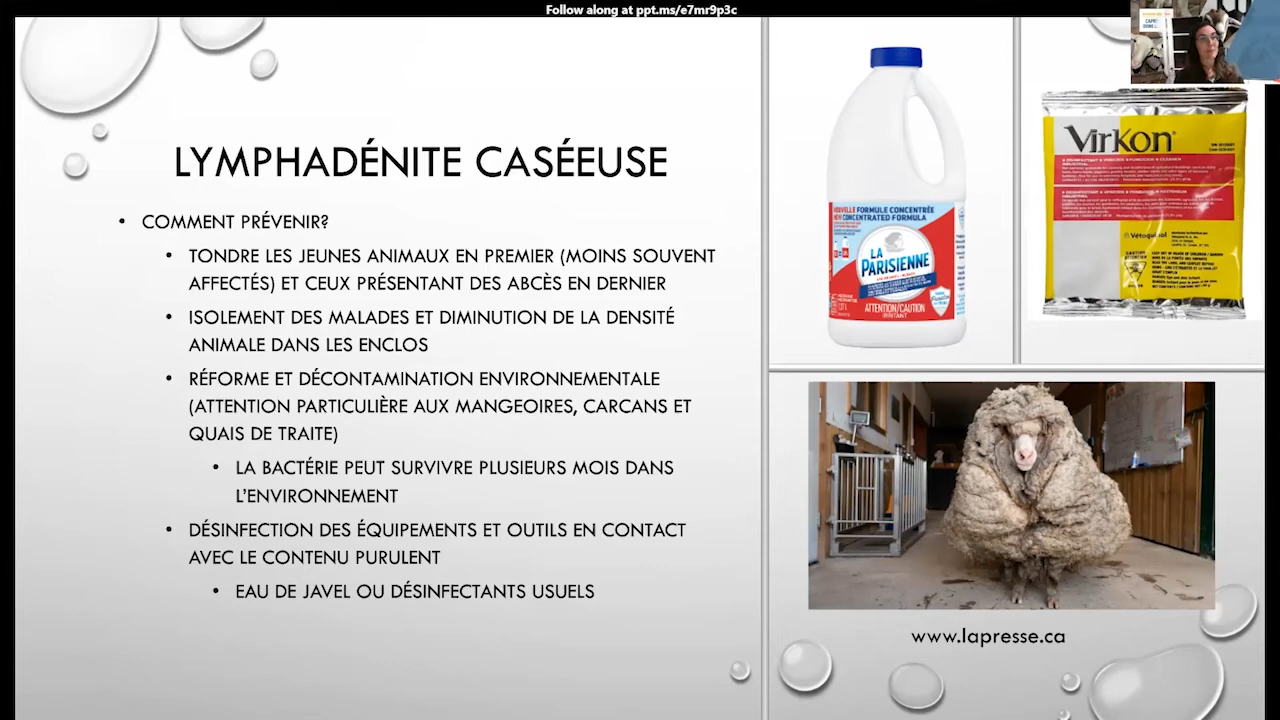 Follow along at ppt.ms/e7mr9p3c
LYMPHADÉNITE CASÉEUSE
• COMMENT PRÉVENIR?
• TONDRE LES JEUNES ANIMAUX EN PREMIER (MOINS SOUVENT
AFFECTÉS) ET CEUX PRÉSENTANT DES ABCÈS EN DERNIER
• ISOLEMENT DES MALADES ET DIMINUTION DE LA DENSITÉ
ANIMALE DANS LES ENCLOS
• RÉFORME ET DÉCONTAMINATION ENVIRONNEMENTALE
(ATTENTION PARTICULIÈRE AUX MANGEOIRES, CARCANS ET
QUAIS DE TRAITE)
• LA BACTÉRIE PEUT SURVIVRE PLUSIEURS MOIS DANS
L'ENVIRONNEMENT
• DÉSINFECTION DES ÉQUIPEMENTS ET OUTILS EN CONTACT
AVEC LE CONTENU PURULENT
• EAU DE JAVEL OU DÉSINFECTANTS USUELS
NOUVELLE FORMULE CONCENTRÉE
NEW CONCENTRATED FORMULA
LA
PARISIENNE
ATTENTION/CAUTION
IRRITANT
VirKon
Vétoquinol
CAUTION
ATTENTION
www.lapresse.ca